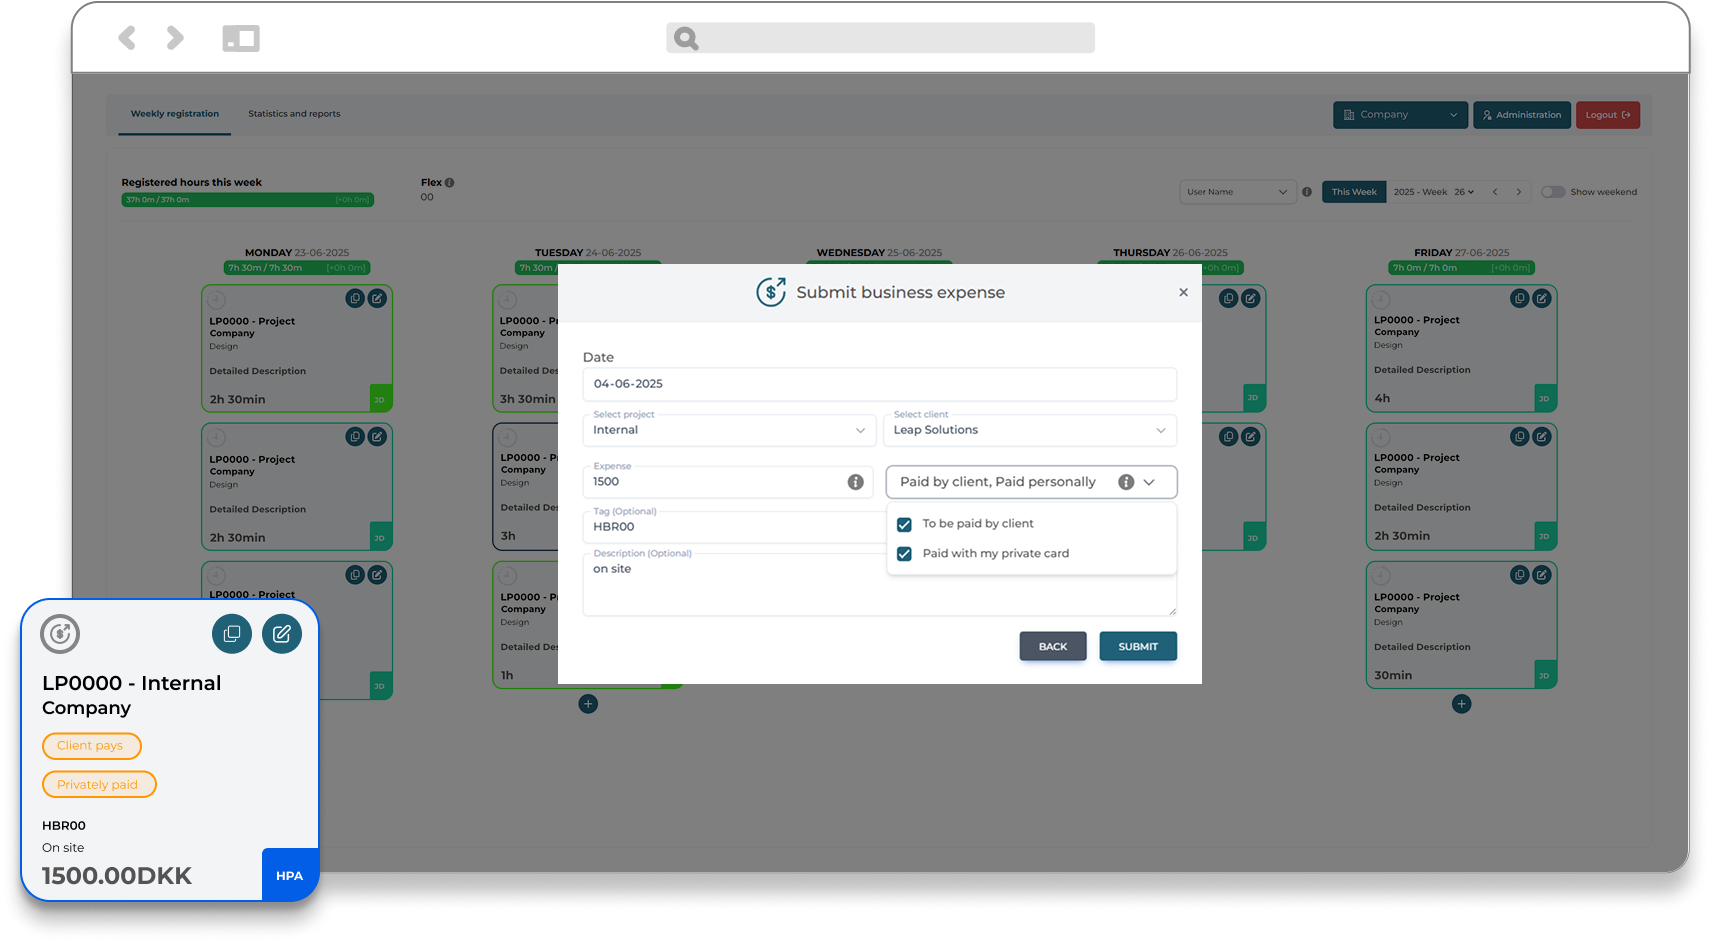 Weekly registration
Statistics and reports
Company
Administration
Logout
Registered hours this week
37h 0m / 37h 0m
[+0h 0m]
Flex
00
User Name
This Week
2025 - Week 26
Show weekend
MONDAY 23-06-2025
7h 30m / 7h 30m
[+0h 0m]
LP0000 - Project
Company
Design
Detailed Description
2h 30min
JD
LP0000 - Project
Company
Design
Detailed Description
2h 30min
JD
LP0000 - Project
JD
TUESDAY 24-06-2025
7h 30m /
LP0000 - P
Company
Design
Detailed Des
3h 30min
LP0000 - P
Company
Design
Detailed Des
3h
LP0000 - P
Company
Design
Detailed Des
1h
WEDNESDAY 25-06-2025
THURSDAY 26-06-2025
+0h 0m]
JD
JD
FRIDAY 27-06-2025
7h 0m / 7h 0m
[+0h 0m]
LP0000 - Project
Company
Design
Detailed Description
4h
JD
LP0000 - Project
Company
Design
Detailed Description
2h 30min
JD
LP0000 - Project
Company
Design
Detailed Description
30min
JD
Submit business expense
Date
04-06-2025
Select project
Internal
Select client
Leap Solutions
Expense
1500
Paid by client, Paid personally
To be paid by client
Paid with my private card
Tag (Optional)
HBR00
Description (Optional)
on site
BACK
SUBMIT
LP0000 - Internal
Company
Client pays
Privately paid
HBR00
On site
1500.00DKK
HPA